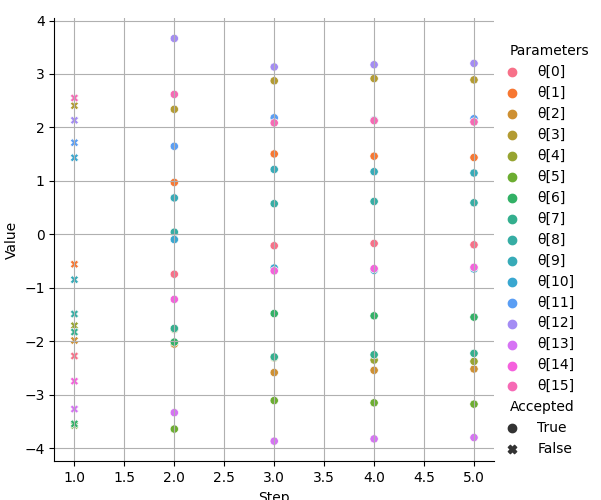 4
3
2
1
0
−1
−2
−3
−4
Value
1.0 1.5 2.0 2.5 3.0 3.5 4.0 4.5 5.0
Step
Parameters
θ[0]
θ[1]
θ[2]
θ[3]
θ[4]
θ[5]
θ[6]
θ[7]
θ[8]
θ[9]
θ[10]
θ[11]
θ[12]
θ[13]
θ[14]
θ[15]
Accepted
True
False